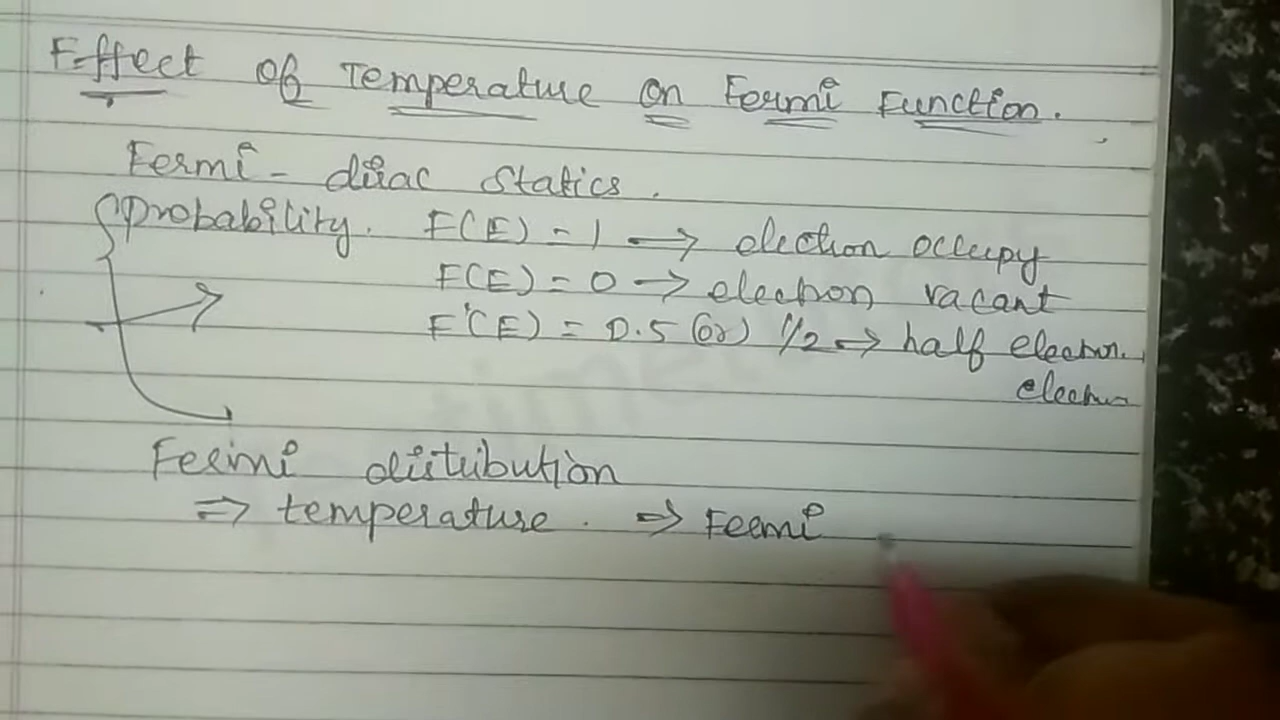 Effect of Temperature on Fermi Function.
Fermi - dirac Statics.
Probability. F(E) = 1 → election occupy
F(E) = 0 → electron vacant
F(E) = 0.5 (or) 1/2 → half electron.
electron
Fermi distribution
⇒ temperature. ⇒ Fermi